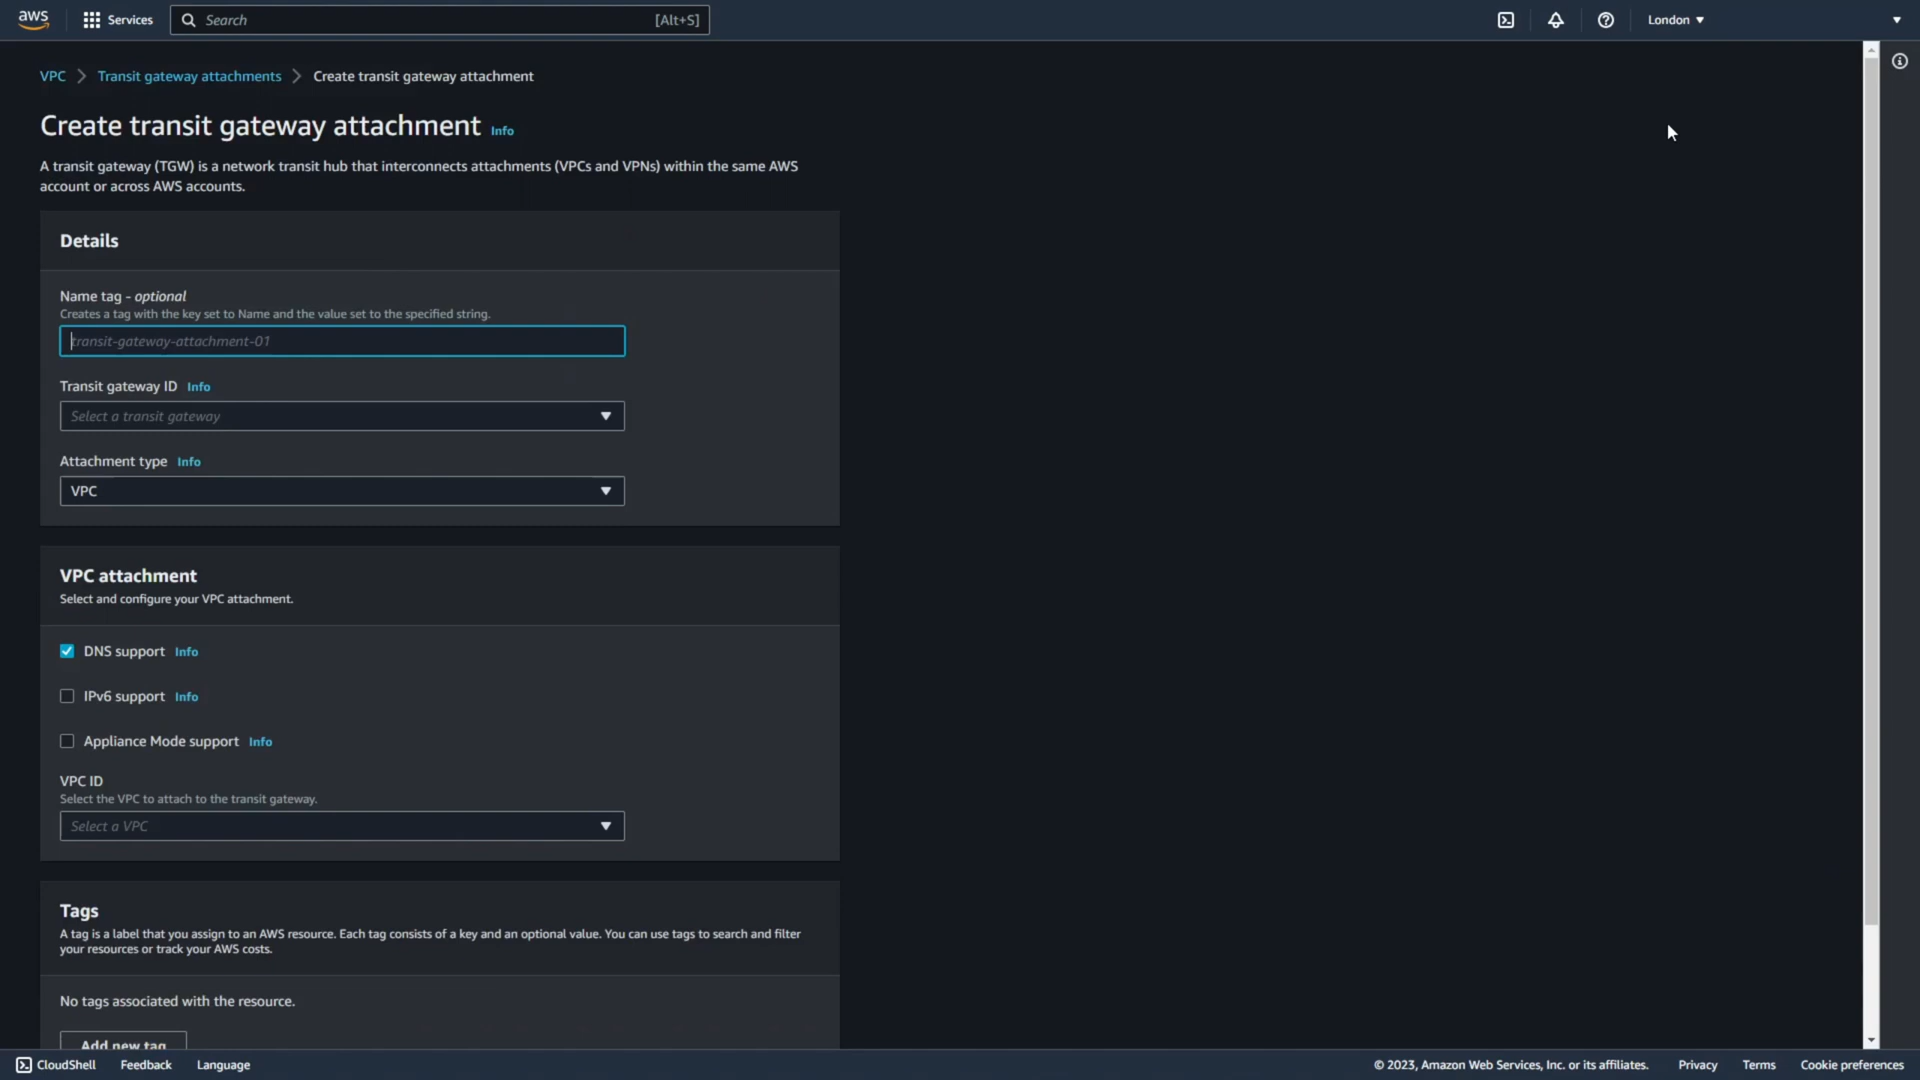 aws
Services
Search [Alt+S]
London
VPC
Transit gateway attachments
Create transit gateway attachment
Create transit gateway attachment Info
A transit gateway (TGW) is a network transit hub that interconnects attachments (VPCs and VPNs) within the same AWS
account or across AWS accounts.
Details
Name tag - optional
Creates a tag with the key set to Name and the value set to the specified string.
transit-gateway-attachment-01
Transit gateway ID Info
Select a transit gateway
Attachment type Info
VPC
VPC attachment
Select and configure your VPC attachment.
DNS support Info
IPv6 support Info
Appliance Mode support Info
VPC ID
Select the VPC to attach to the transit gateway.
Select a VPC
Tags
A tag is a label that you assign to an AWS resource. Each tag consists of a key and an optional value. You can use tags to search and filter
your resources or track your AWS costs.
No tags associated with the resource.
Add new tag
CloudShell
Feedback
Language
© 2023, Amazon Web Services, Inc. or its affiliates.
Privacy
Terms
Cookie preferences